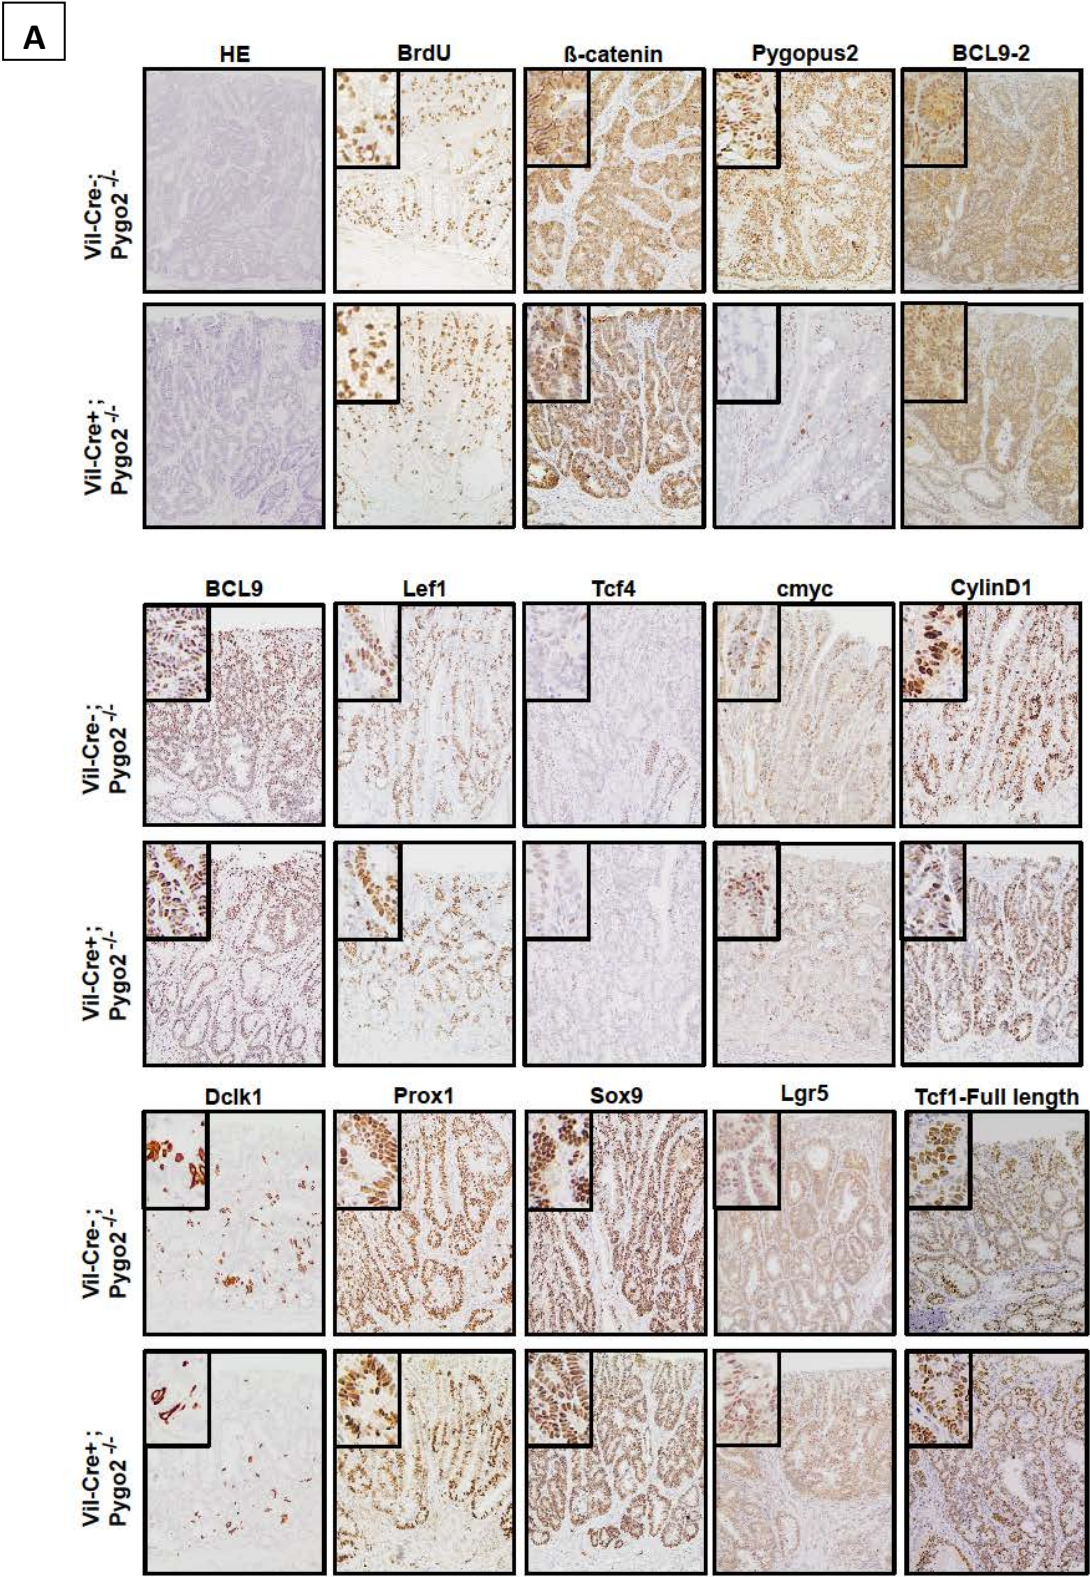 A
HE BrdU ß-catenin Pygopus2 BCL9-2
Vil-Cre-;
Pygo2 -/-
Vil-Cre+;
Pygo2 -/-
BCL9 Lef1 Tcf4 cmyc CylinD1
Vil-Cre-;
Pygo2-/-
Vil-Cre+;
Pygo2-/-
Dclk1 Prox1 Sox9 Lgr5 Tcf1-Full length
Vil-Cre-;
Pygo2-/-
Vil-Cre+;
Pygo2-/-